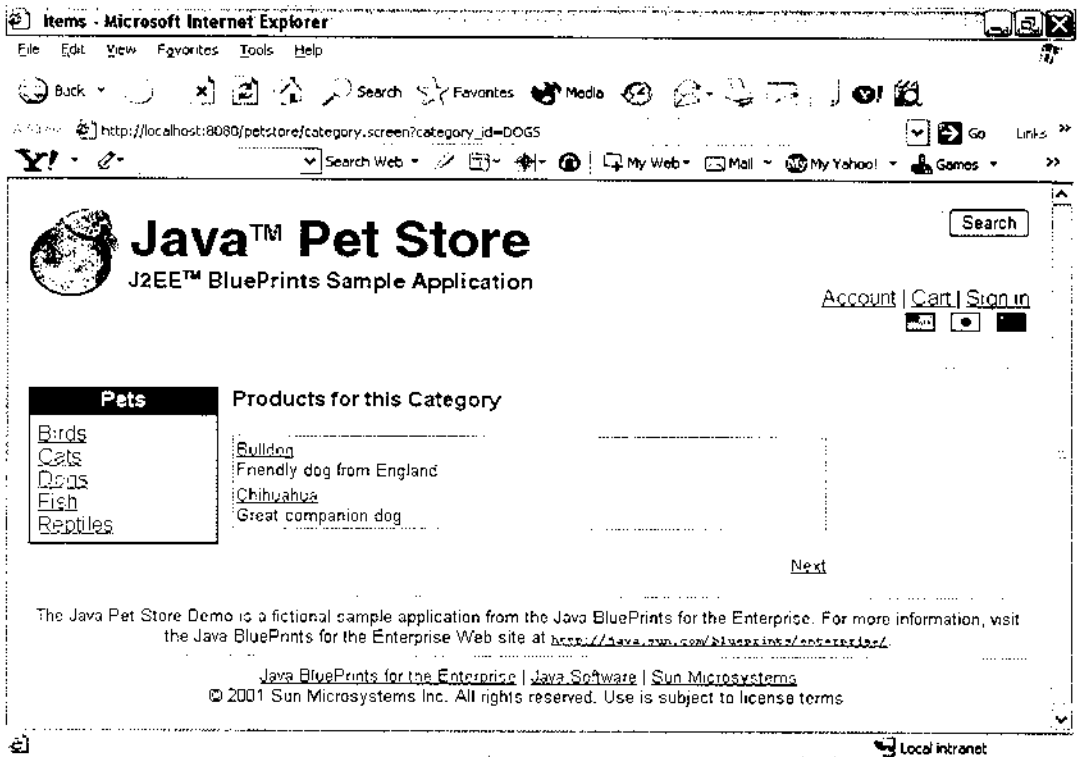 Items - Microsoft Internet Explorer
File Edit View Favorites Tools Help
Back Search Favorites Media
http://localhost:8080/petstore/category.screen?category_id=DOGS Go Links »
Y! Search Web My Web Mail My Yahoo! Games »
Search
Java™ Pet Store
J2EE™ BluePrints Sample Application
Account | Cart | Sign in
Pets
Birds
Cats
Dogs
Fish
Reptiles
Products for this Category
Bulldog
Friendly dog from England
Chihuahua
Great companion dog
Next
The Java Pet Store Demo is a fictional sample application from the Java BluePrints for the Enterprise. For more information, visit
the Java BluePrints for the Enterprise Web site at http://java.sun.com/blueprints/enterprise/.
Java BluePrints for the Enterprise | Java Software | Sun Microsystems
© 2001 Sun Microsystems Inc. All rights reserved. Use is subject to license terms
Local intranet